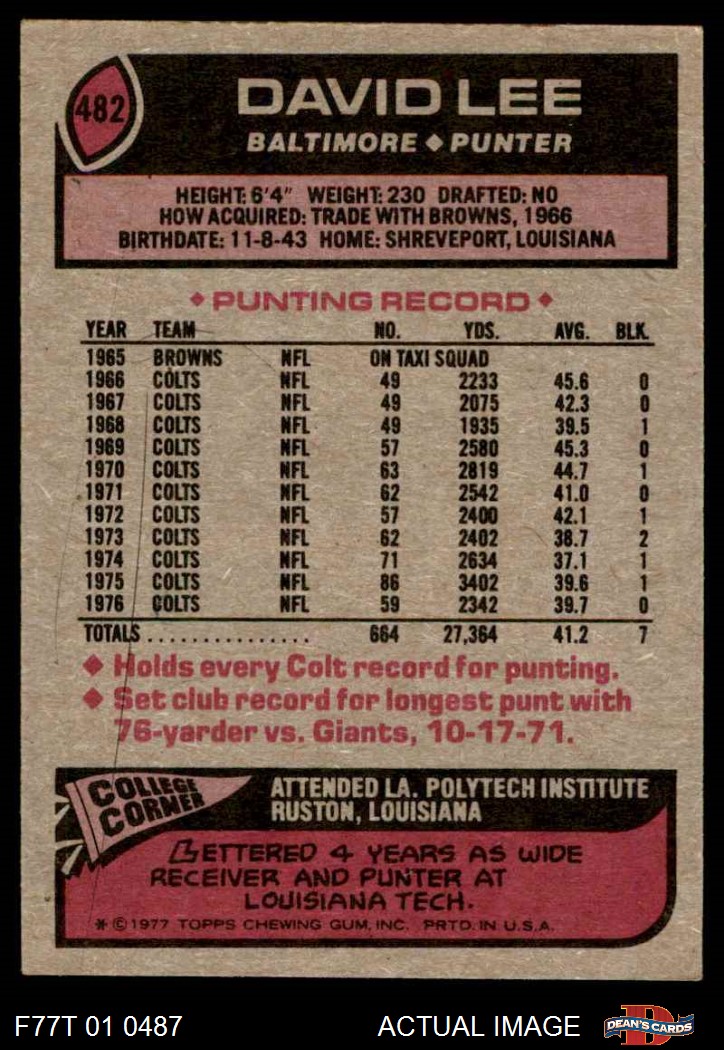 482
DAVID LEE
BALTIMORE ◆ PUNTER
HEIGHT: 6'4" WEIGHT: 230 DRAFTED: NO
HOW ACQUIRED: TRADE WITH BROWNS, 1966
BIRTHDATE: 11-8-43 HOME: SHREVEPORT, LOUISIANA
◆ PUNTING RECORD ◆
YEAR TEAM NO. YDS. AVG. BLK.
1965 BROWNS NFL ON TAXI SQUAD
1966 COLTS NFL 49 2233 45.6 0
1967 COLTS NFL 49 2075 42.3 0
1968 COLTS NFL 49 1935 39.5 1
1969 COLTS NFL 57 2580 45.3 0
1970 COLTS NFL 63 2819 44.7 1
1971 COLTS NFL 62 2542 41.0 0
1972 COLTS NFL 57 2400 42.1 1
1973 COLTS NFL 62 2402 38.7 2
1974 COLTS NFL 71 2634 37.1 1
1975 COLTS NFL 86 3402 39.6 1
1976 COLTS NFL 59 2342 39.7 0
TOTALS ................ 664 27,364 41.2 7
◆ Holds every Colt record for punting.
◆ Set club record for longest punt with
76-yarder vs. Giants, 10-17-71.
COLLEGE
CORNER
ATTENDED LA. POLYTECH INSTITUTE
RUSTON, LOUISIANA
LETTERED 4 YEARS AS WIDE
RECEIVER AND PUNTER AT
LOUISIANA TECH.
* © 1977 TOPPS CHEWING GUM, INC. PRTD. IN U.S.A.
F77T 01 0487 ACTUAL IMAGE
D
DEAN'S CARDS